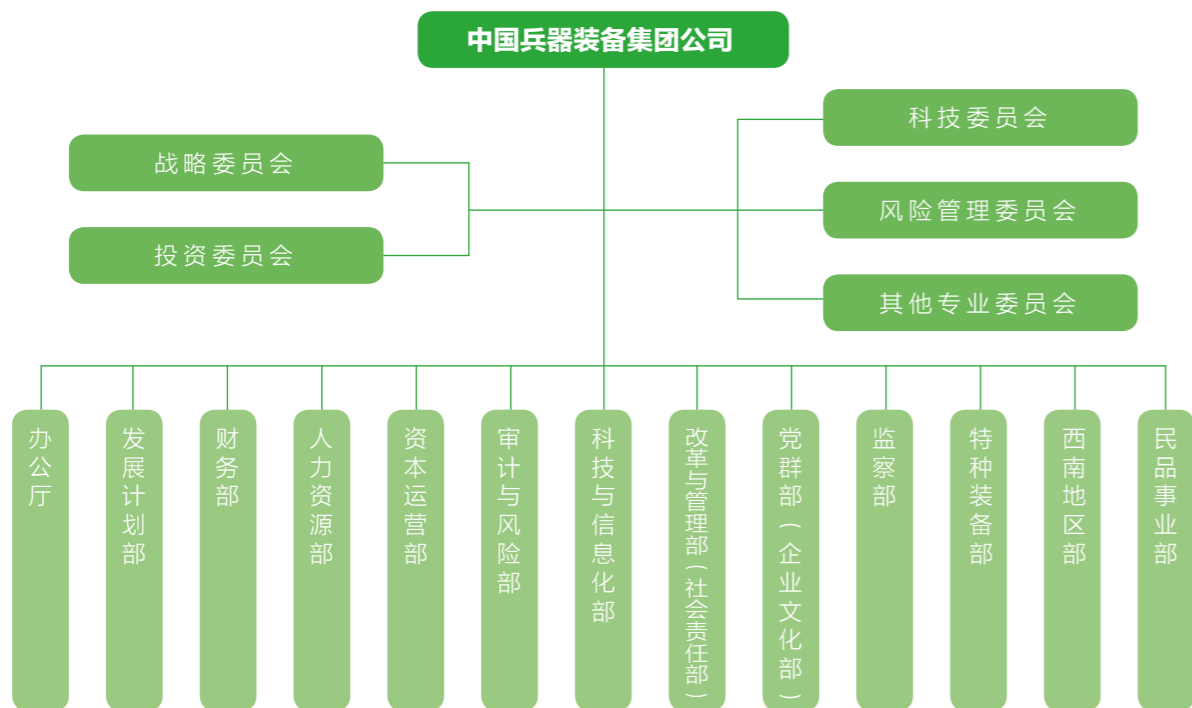 中国兵器装备集团公司
科技委员会
战略委员会
风险管理委员会
投资委员会
其他专业委员会
办公厅
发展计划部
财务部
人力资源部
资本运营部
审计与风险部
科技与信息化部
改革与管理部(社会责任部)
党群部(企业文化部)
监察部
特种装备部
西南地区部
民品事业部